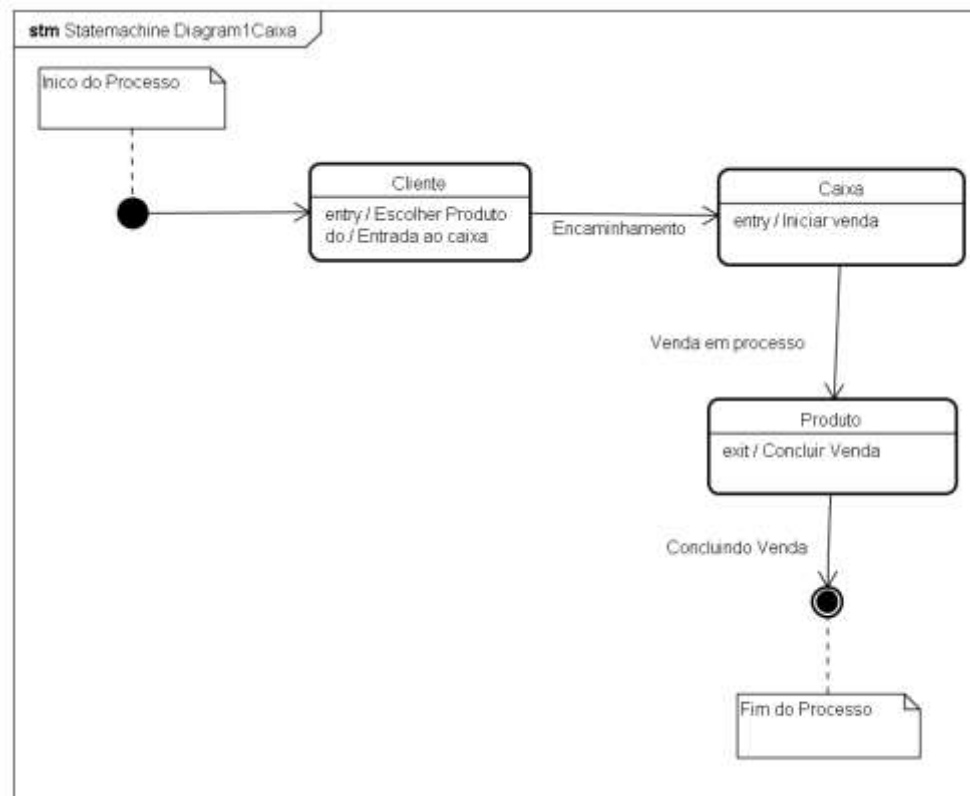 stm Statemachine Diagram1Caixa
Inico do Processo
Cliente
entry / Escolher Produto
do / Entrada ao caixa
Encaminhamento
Caixa
entry / Iniciar venda
Venda em processo
Produto
exit / Concluir Venda
Concluindo Venda
Fim do Processo